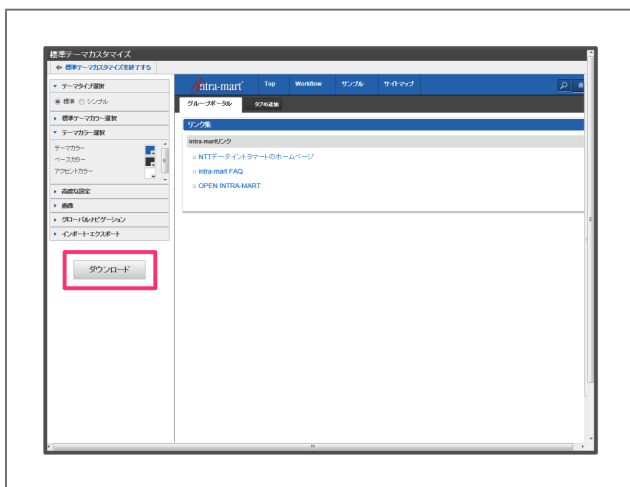 標準テーマカスタマイズ
標準テーマカスタマイズを終了する
テーマタイプ選択
標準 シンプル
標準テーマカラー選択
テーマカラー選択
テーマカラー
ベースカラー
アクセントカラー
高度な設定
画像
グローバルナビゲーション
インポート・エクスポート
ダウンロード
intra-mart Top Workflow サンプル サイトマップ
グループポータル タブの追加
リンク集
intra-martリンク
NTTデータイントラマートのホームページ
intra-mart FAQ
OPEN INTRA-MART